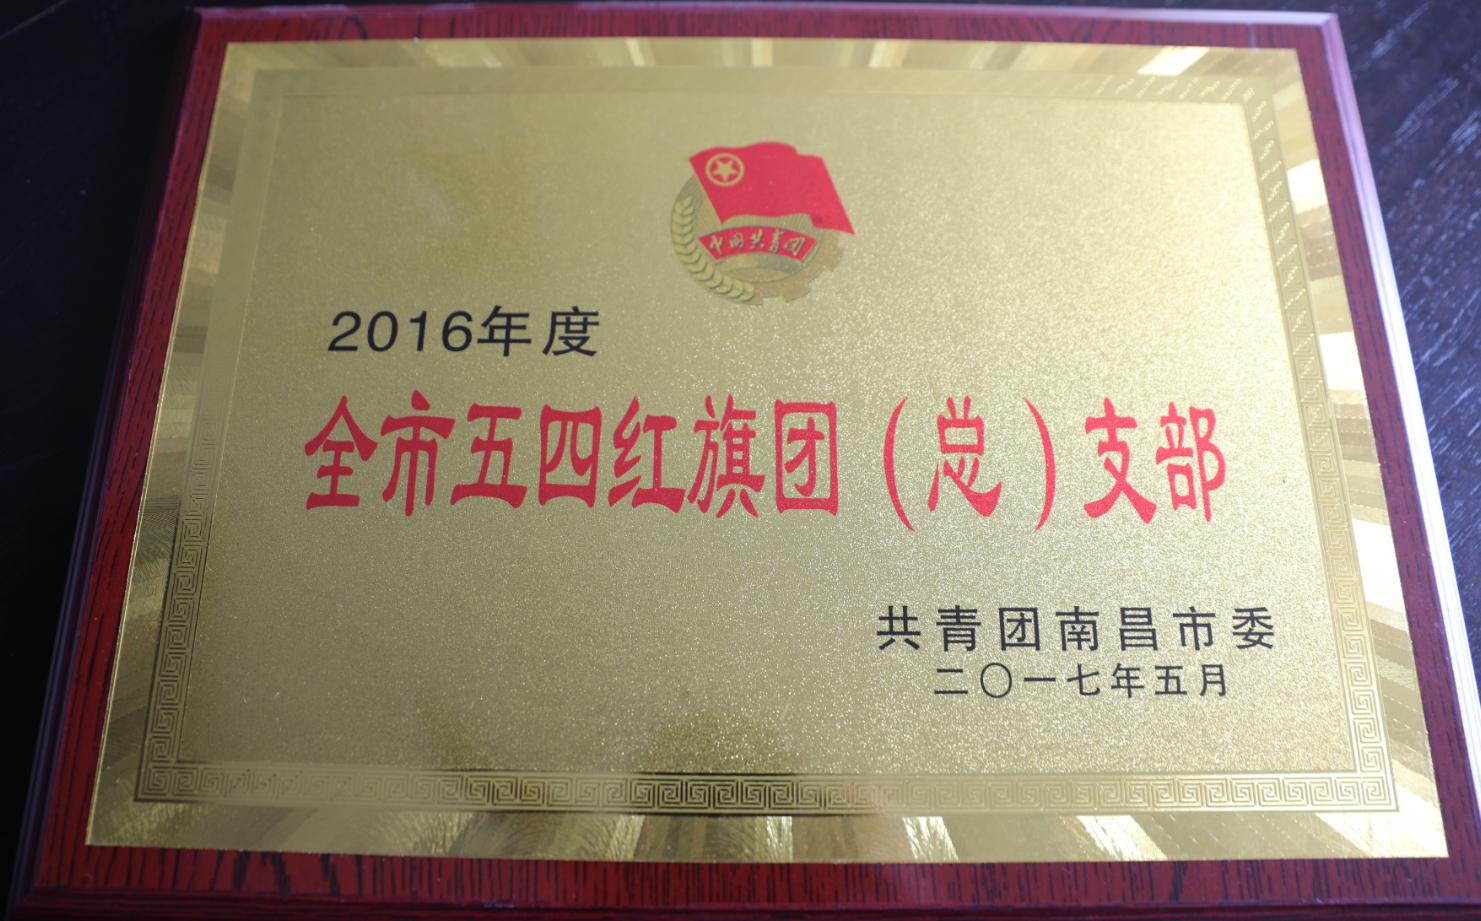 中国共青团
2016年度
全市五四红旗团（总）支部
共青团南昌市委
二〇一七年五月